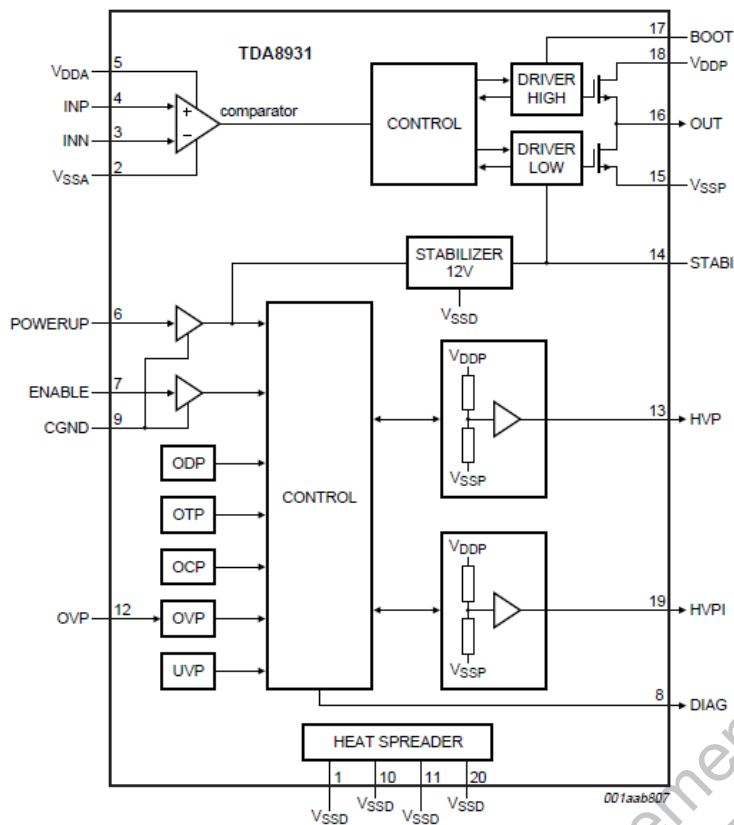 TDA8931
17
BOOT
5
VDDA
18
VDDP
4
INP
comparator
CONTROL
DRIVER
HIGH
16
OUT
3
INN
DRIVER
LOW
2
VSSA
15
VSSP
STABILIZER
12V
14
STABI
VSSD
6
POWERUP
7
ENABLE
9
CGND
VDDP
13
HVP
VSSP
ODP
CONTROL
OTP
OCP
VDDP
12
OVP
OVP
19
HVPI
UVP
VSSP
8
DIAG
HEAT SPREADER
1
10
11
20
VSSD
VSSD
VSSD
VSSD
001aab807